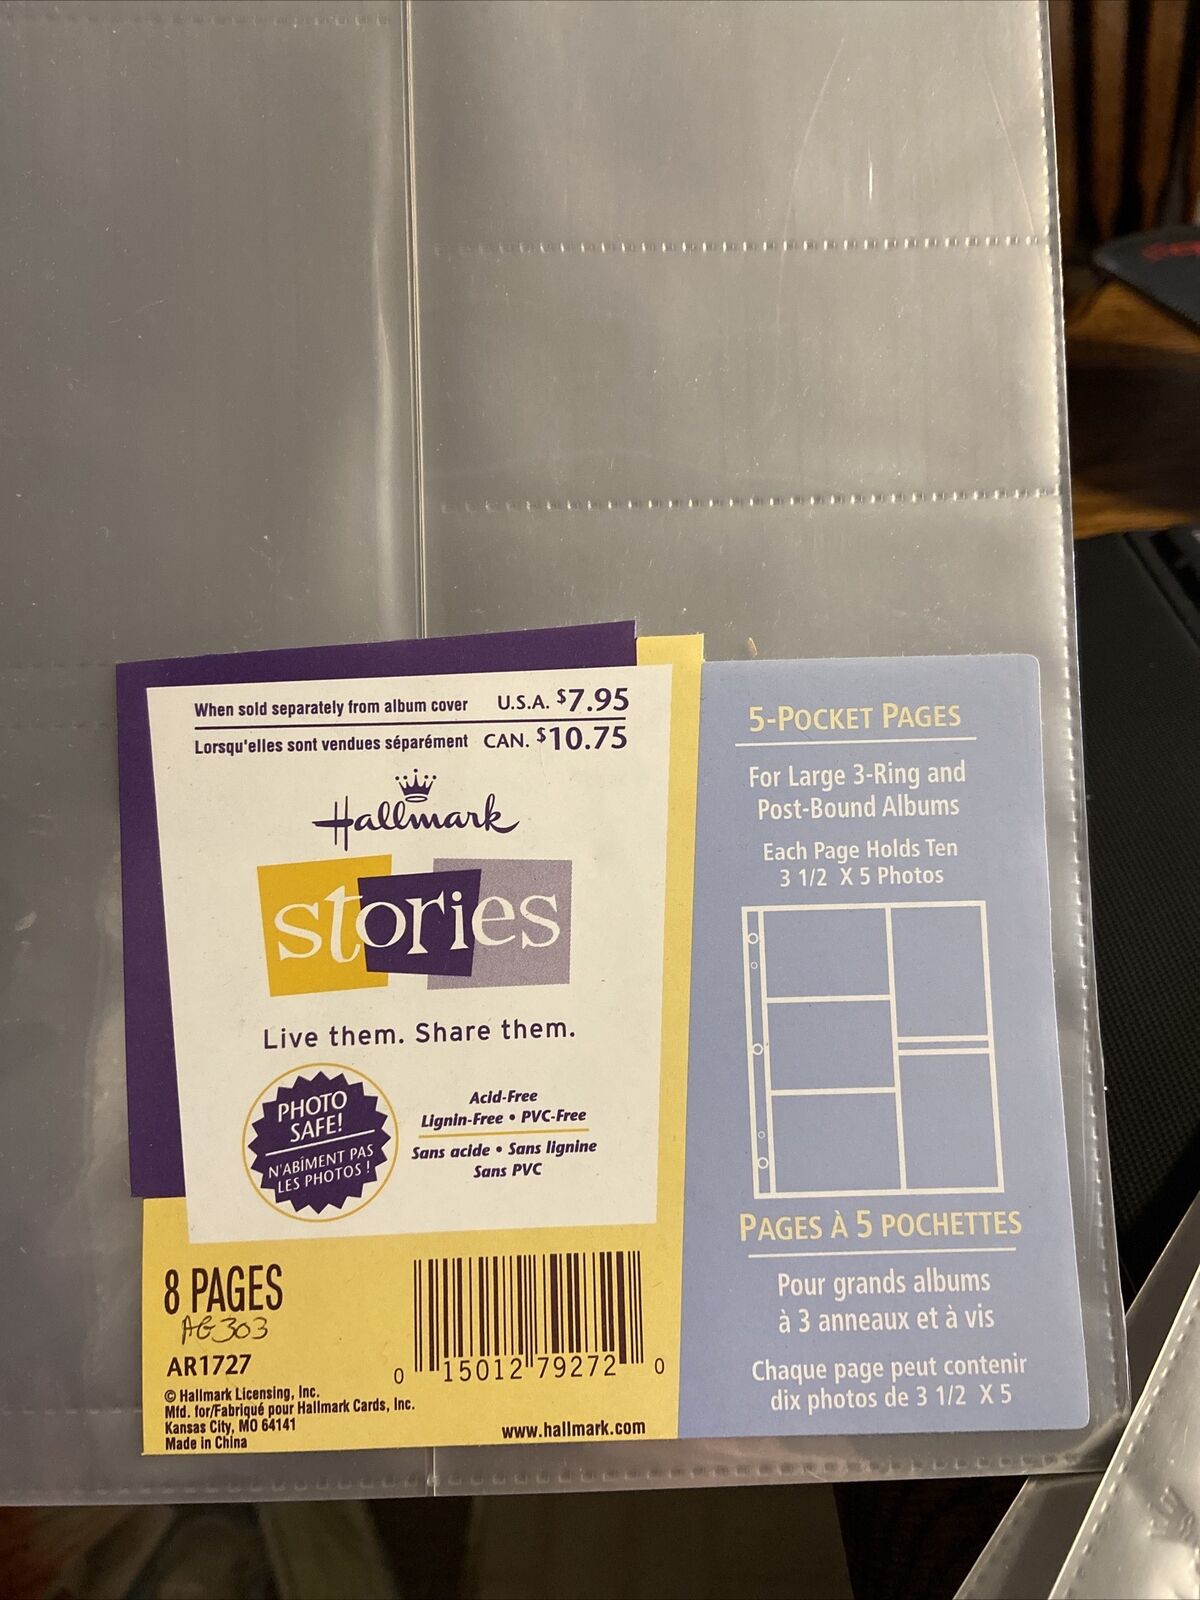 When sold separately from album cover U.S.A. $7.95
Lorsqu'elles sont vendues séparément CAN. $10.75
Hallmark
stories
Live them. Share them.
PHOTO
SAFE!
N'ABÎMENT PAS
LES PHOTOS !
Acid-Free
Lignin-Free • PVC-Free
Sans acide • Sans lignine
Sans PVC
8 PAGES
AG303
AR1727
© Hallmark Licensing, Inc.
Mfd. for/Fabriqué pour Hallmark Cards, Inc.
Kansas City, MO 64141
Made in China
0 15012 79272 0
www.hallmark.com
5-POCKET PAGES
For Large 3-Ring and
Post-Bound Albums
Each Page Holds Ten
3 1/2 X 5 Photos
PAGES À 5 POCHETTES
Pour grands albums
à 3 anneaux et à vis
Chaque page peut contenir
dix photos de 3 1/2 X 5